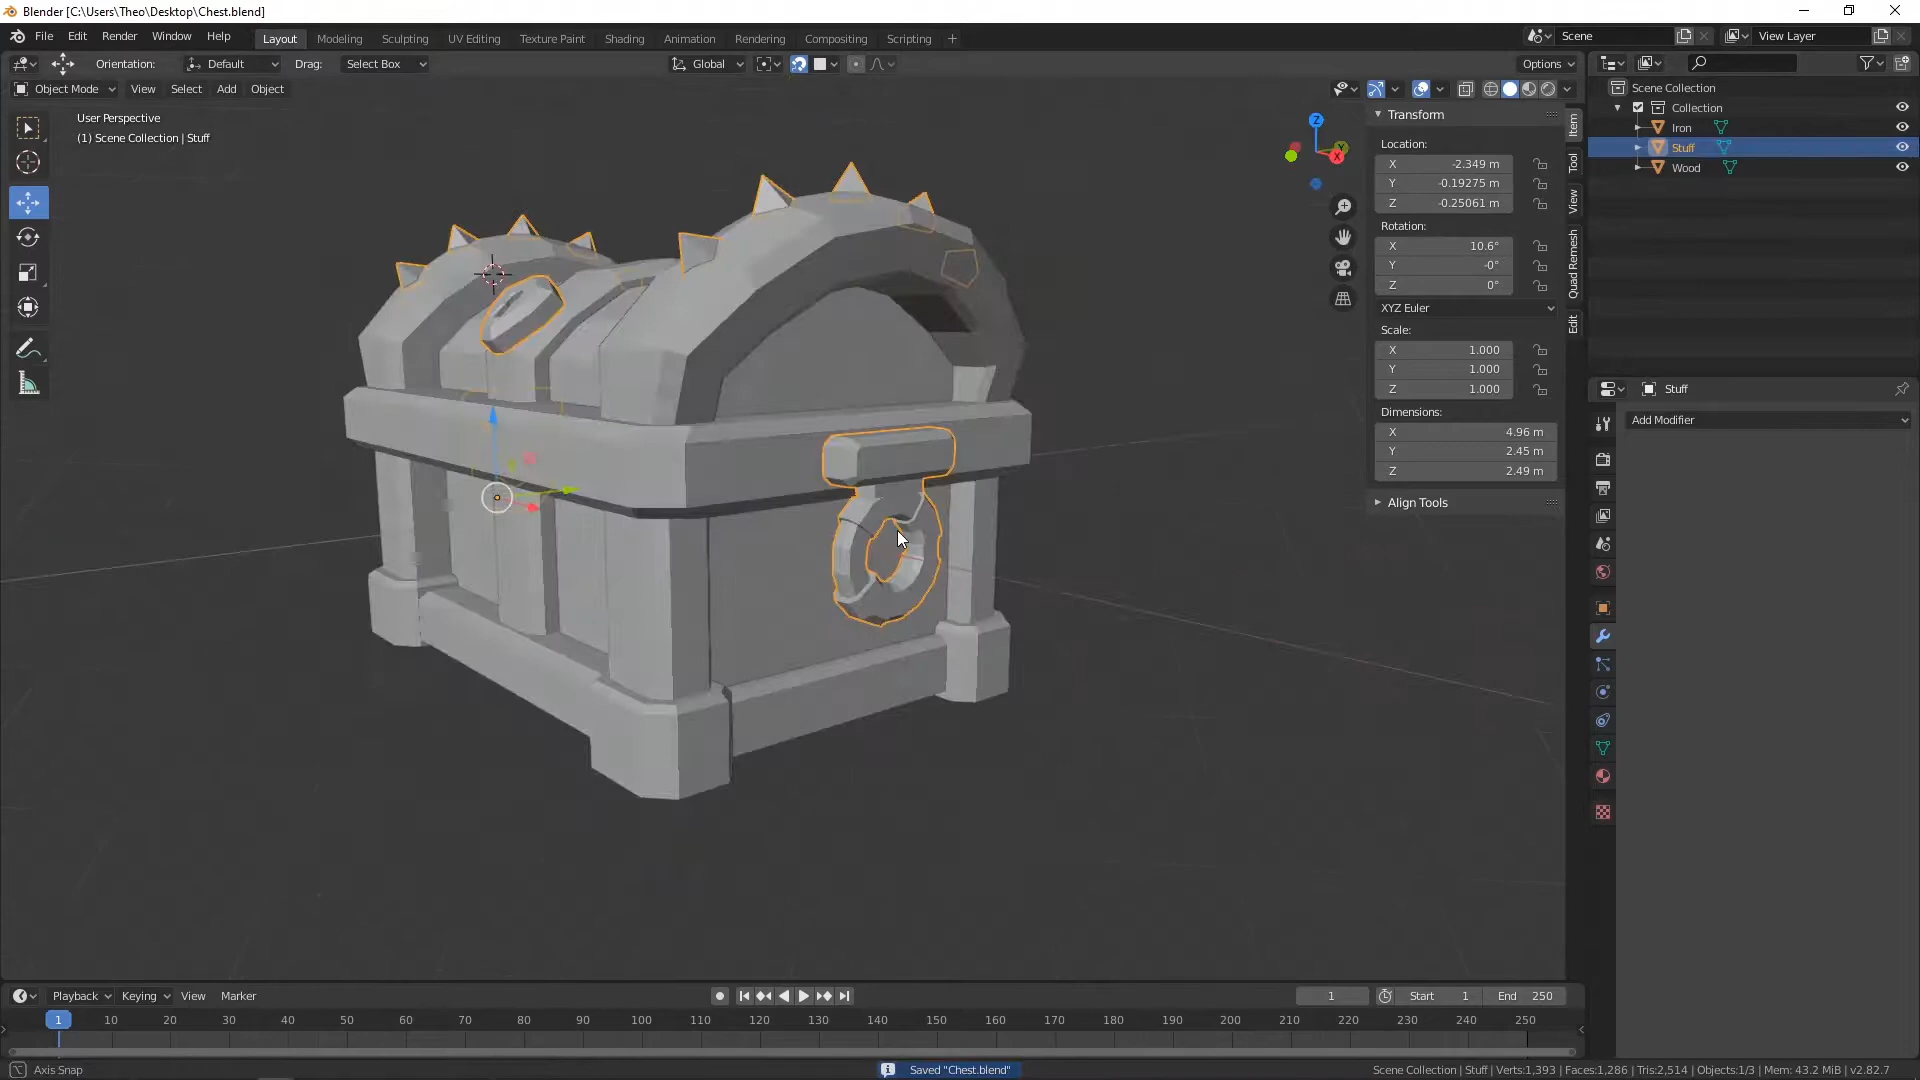 Blender [C:\Users\Theo\Desktop\Chest.blend]
File Edit Render Window Help Layout Modeling Sculpting UV Editing Texture Paint Shading Animation Rendering Compositing Scripting + Scene View Layer
Orientation: Default Drag: Select Box Global Options
Object Mode View Select Add Object
User Perspective
(1) Scene Collection | Stuff
Z
Y
X
Transform
Location:
X -2.349 m
Y -0.19275 m
Z -0.25061 m
Rotation:
X 10.6°
Y -0°
Z 0°
XYZ Euler
Scale:
X 1.000
Y 1.000
Z 1.000
Dimensions:
X 4.96 m
Y 2.45 m
Z 2.49 m
Align Tools
Item
Tool
View
Quad Remesh
Edit
Scene Collection
Collection
Iron
Stuff
Wood
Stuff
Add Modifier
Playback Keying View Marker 1 Start 1 End 250
1 10 20 30 40 50 60 70 80 90 100 110 120 130 140 150 160 170 180 190 200 210 220 230 240 250
Axis Snap Saved "Chest.blend" Scene Collection | Stuff | Verts:1,393 | Faces:1,286 | Tris:2,514 | Objects:1/3 | Mem: 43.2 MiB | v2.82.7